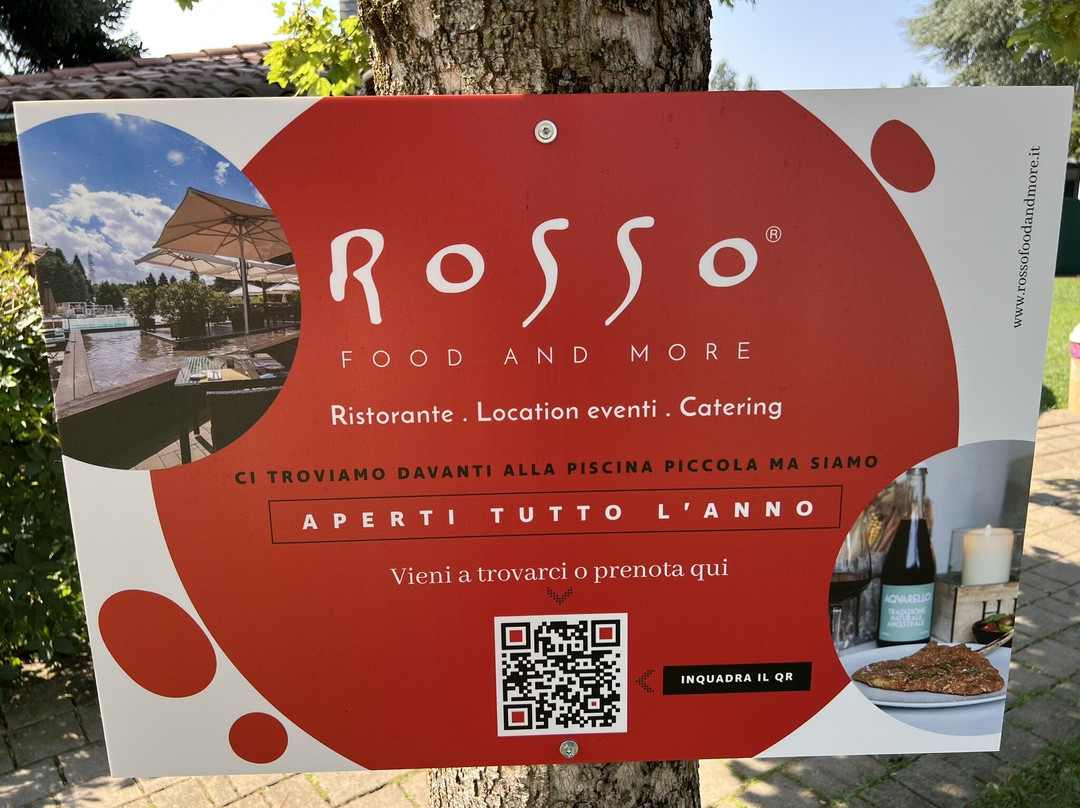 Rosso®
FOOD AND MORE
Ristorante . Location eventi . Catering
CI TROVIAMO DAVANTI ALLA PISCINA PICCOLA MA SIAMO
APERTI TUTTO L'ANNO
Vieni a trovarci o prenota qui
INQUADRA IL QR
www.rossofoodandmore.it
AQVARELLO
TRADIZIONE
NATURALE
ANCESTRALE